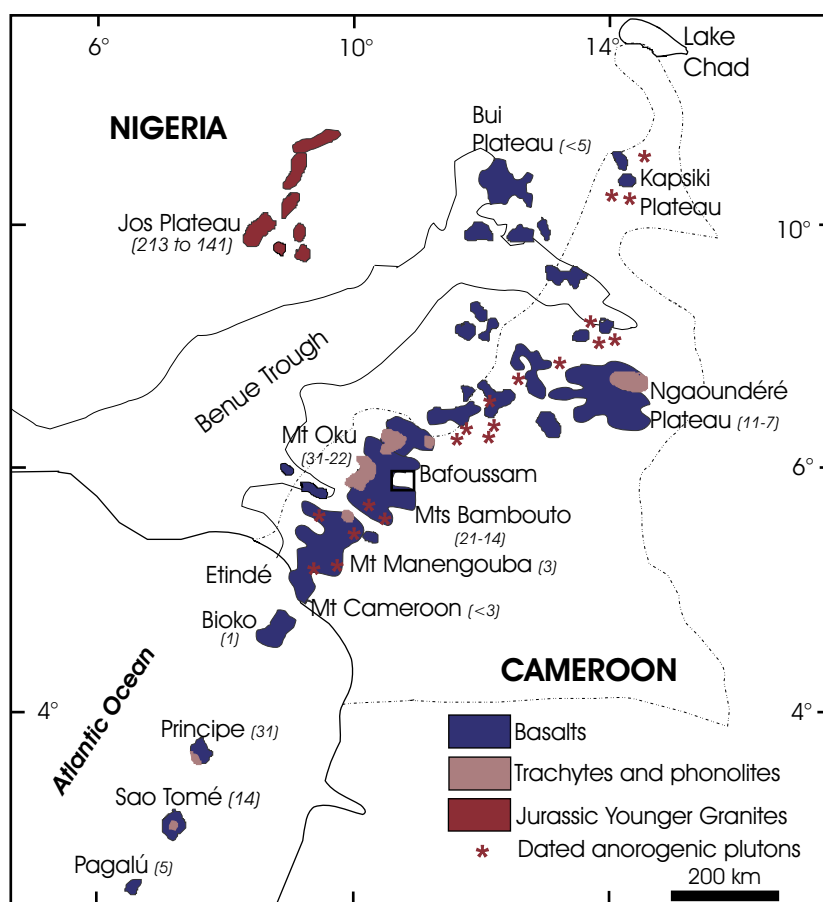 6°
10°
14°
Lake
Chad
NIGERIA
Bui
Plateau (<5)
Kapsiki
Plateau
Jos Plateau
(213 to 141)
10°
Benue Trough
Ngaoundéré
Plateau (11-7)
Mt Oku
(31-22)
6°
Bafoussam
Mts Bambouto
(21-14)
Mt Manengouba (3)
Etindé
Mt Cameroon (<3)
Bioko
(1)
CAMEROON
Atlantic Ocean
4°
4°
Principe (31)
Basalts
Trachytes and phonolites
Sao Tomé (14)
Jurassic Younger Granites
Dated anorogenic plutons
Pagalú (5)
200 km